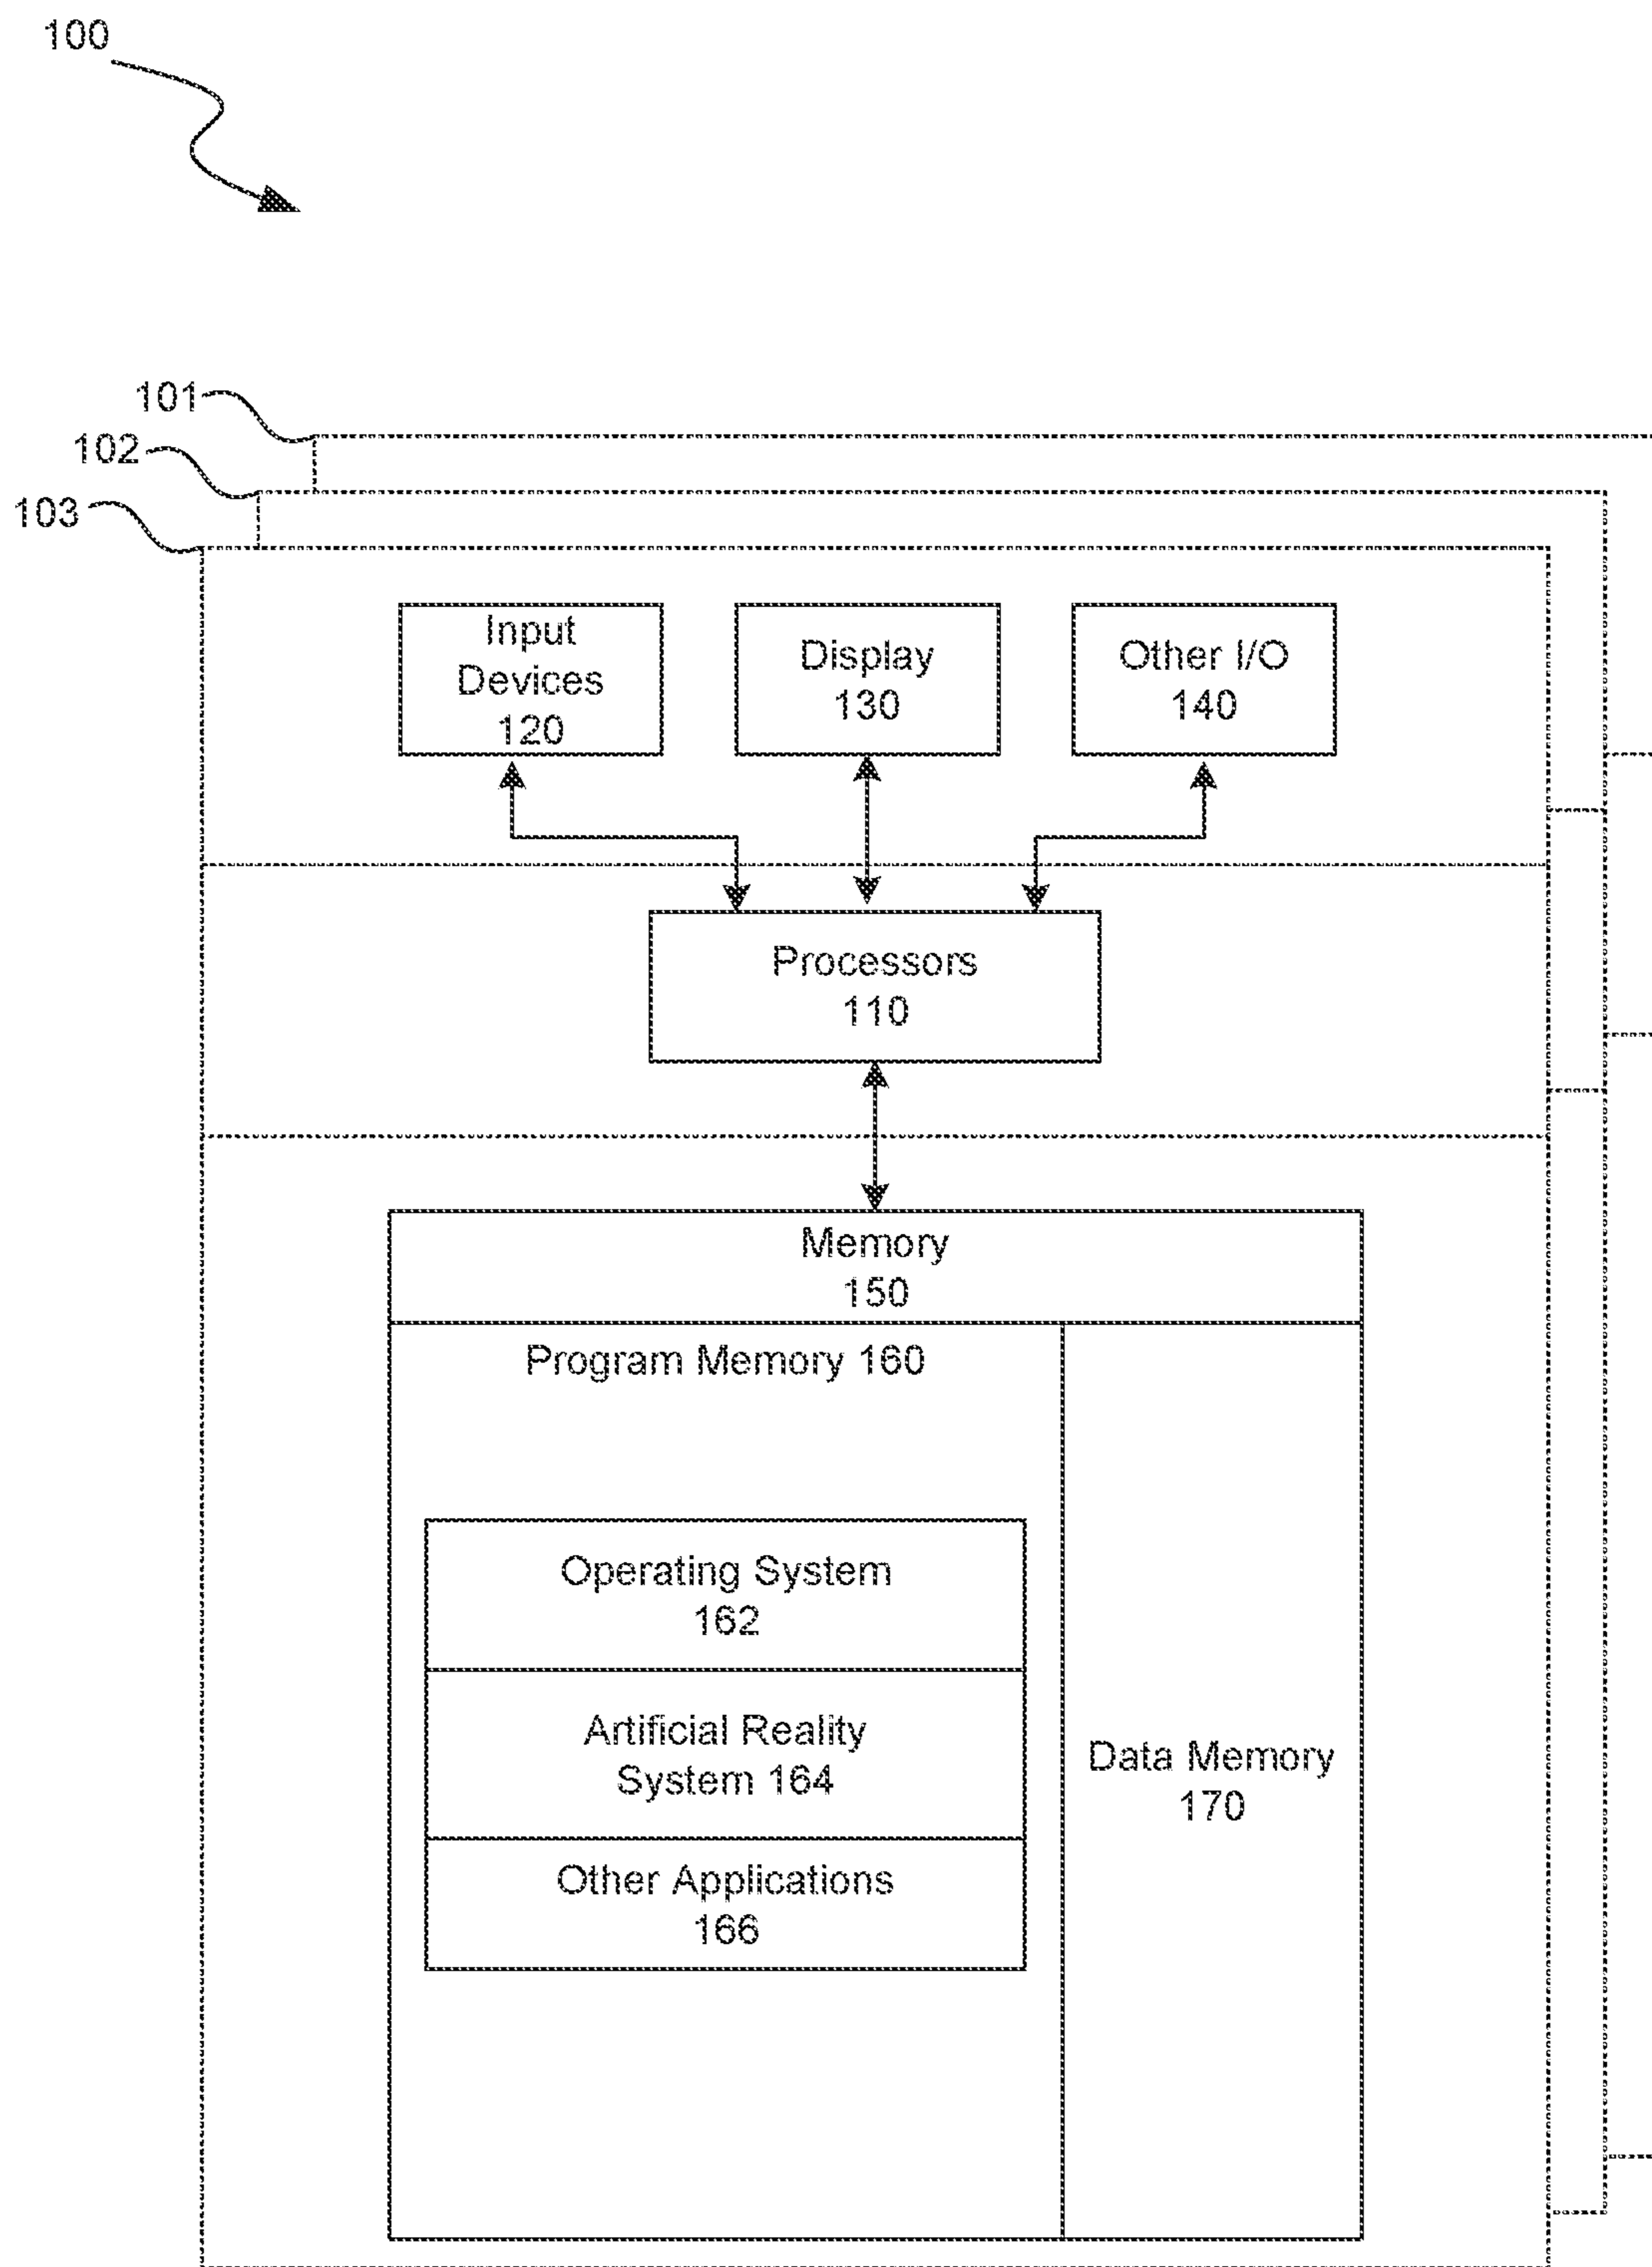 100
101
102
103
Input
Devices
120
Display
130
Other I/O
140
Processors
110
Memory
150
Program Memory 160
Operating System
162
Artificial Reality
System 164
Other Applications
166
Data Memory
170